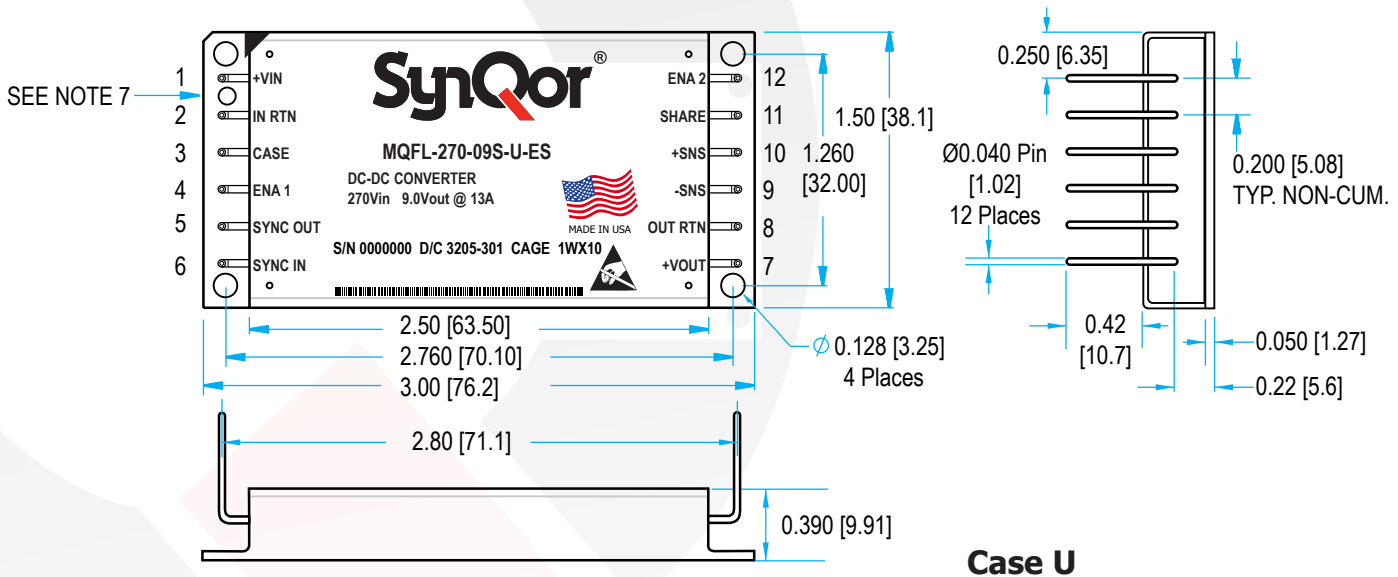 SynQor®
SEE NOTE 7
1 +VIN
2 IN RTN
3 CASE
4 ENA 1
5 SYNC OUT
6 SYNC IN
MQFL-270-09S-U-ES
DC-DC CONVERTER
270Vin 9.0Vout @ 13A
MADE IN USA
S/N 0000000 D/C 3205-301 CAGE 1WX10
ENA 2 12
SHARE 11
+SNS 10
-SNS 9
OUT RTN 8
+VOUT 7
1.50 [38.1]
1.260
[32.00]
2.50 [63.50]
2.760 [70.10]
3.00 [76.2]
Ø 0.128 [3.25]
4 Places
0.250 [6.35]
Ø0.040 Pin
[1.02]
12 Places
0.200 [5.08]
TYP. NON-CUM.
0.42
[10.7]
0.050 [1.27]
0.22 [5.6]
2.80 [71.1]
0.390 [9.91]
Case U